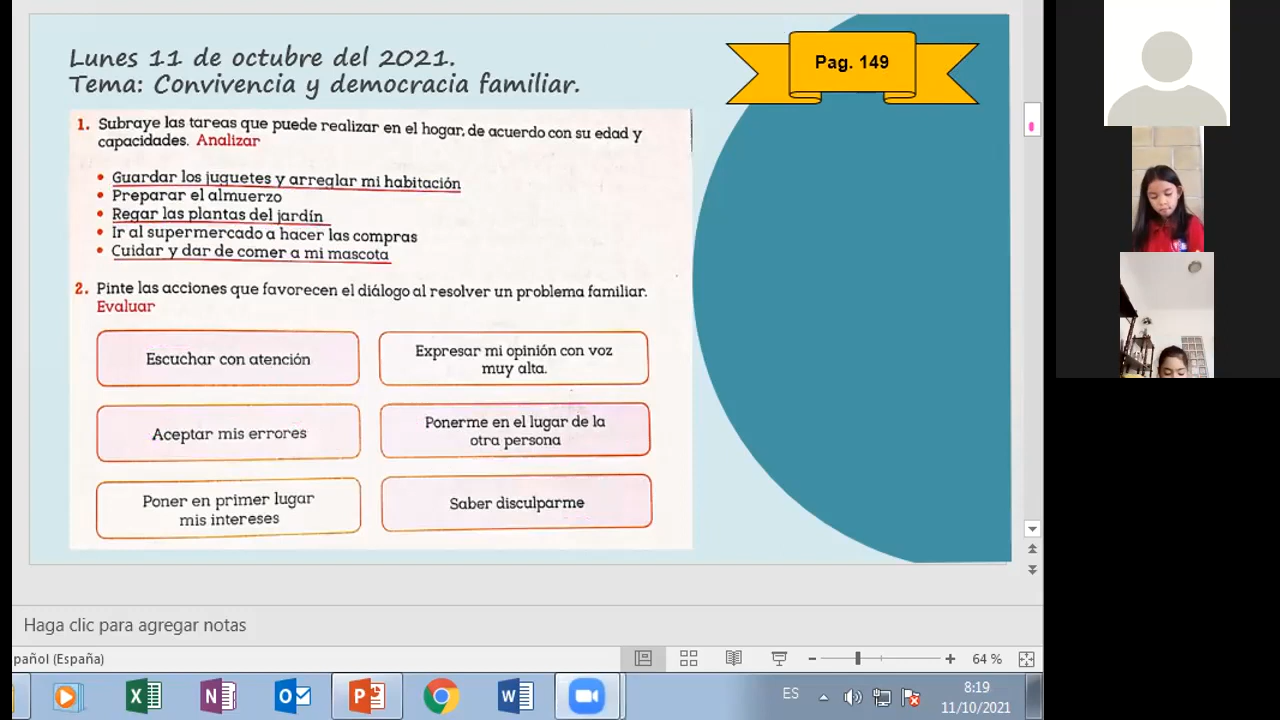 Lunes 11 de octubre del 2021.
Tema: Convivencia y democracia familiar.
Pag. 149
1. Subraye las tareas que puede realizar en el hogar, de acuerdo con su edad y
capacidades. Analizar
• Guardar los juguetes y arreglar mi habitación
• Preparar el almuerzo
• Regar las plantas del jardín
• Ir al supermercado a hacer las compras
• Cuidar y dar de comer a mi mascota
2. Pinte las acciones que favorecen el diálogo al resolver un problema familiar.
Evaluar
Escuchar con atención
Expresar mi opinión con voz
muy alta.
Aceptar mis errores
Ponerme en el lugar de la
otra persona
Poner en primer lugar
mis intereses
Saber disculparme
Haga clic para agregar notas
pañol (España)
64 %
ES
8:19
11/10/2021